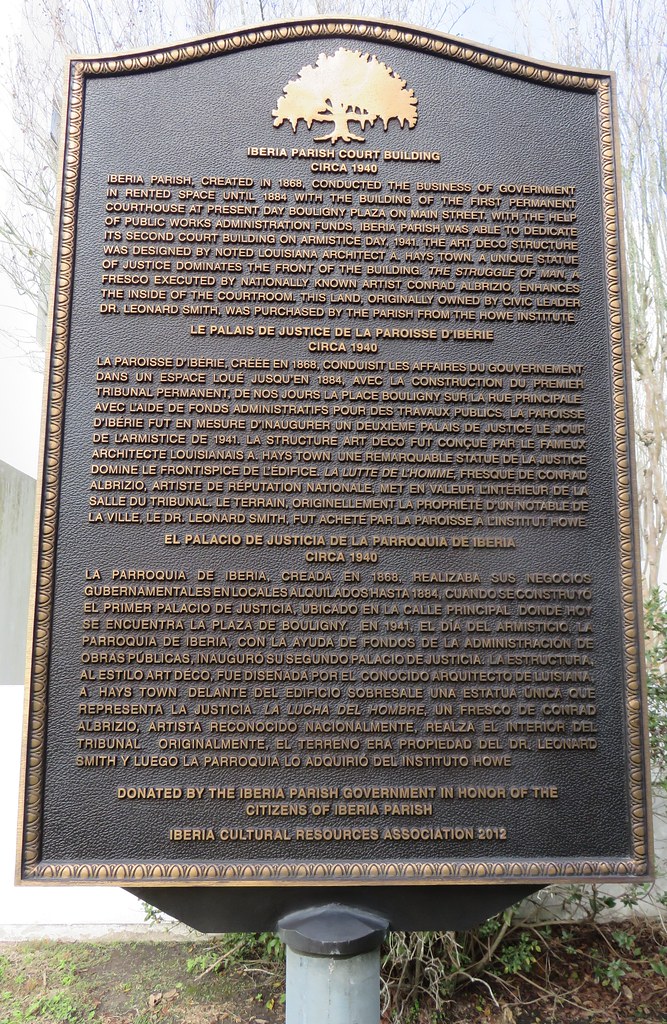 IBERIA PARISH COURT BUILDING
CIRCA 1940
IBERIA PARISH, CREATED IN 1868, CONDUCTED THE BUSINESS OF GOVERNMENT
IN RENTED SPACE UNTIL 1884 WITH THE BUILDING OF THE FIRST PERMANENT
COURTHOUSE AT PRESENT DAY BOULIGNY PLAZA ON MAIN STREET. WITH THE HELP
OF PUBLIC WORKS ADMINISTRATION FUNDS, IBERIA PARISH WAS ABLE TO DEDICATE
ITS SECOND COURT BUILDING ON ARMISTICE DAY, 1941. THE ART DECO STRUCTURE
WAS DESIGNED BY NOTED LOUISIANA ARCHITECT A. HAYS TOWN. A UNIQUE STATUE
OF JUSTICE DOMINATES THE FRONT OF THE BUILDING. THE STRUGGLE OF MAN, A
FRESCO EXECUTED BY NATIONALLY KNOWN ARTIST CONRAD ALBRIZIO, ENHANCES
THE INSIDE OF THE COURTROOM. THIS LAND, ORIGINALLY OWNED BY CIVIC LEADER
DR. LEONARD SMITH, WAS PURCHASED BY THE PARISH FROM THE HOWE INSTITUTE.
LE PALAIS DE JUSTICE DE LA PAROISSE D'IBÉRIE
CIRCA 1940
LA PAROISSE D'IBÉRIE, CRÉÉE EN 1868, CONDUISIT LES AFFAIRES DU GOUVERNEMENT
DANS UN ESPACE LOUÉ JUSQU'EN 1884, AVEC LA CONSTRUCTION DU PREMIER
TRIBUNAL PERMANENT, DE NOS JOURS LA PLACE BOULIGNY SUR LA RUE PRINCIPALE.
AVEC L'AIDE DE FONDS ADMINISTRATIFS POUR DES TRAVAUX PUBLICS, LA PAROISSE
D'IBÉRIE FUT EN MESURE D'INAUGURER UN DEUXIÈME PALAIS DE JUSTICE LE JOUR
DE L'ARMISTICE DE 1941. LA STRUCTURE ART DÉCO FUT CONÇUE PAR LE FAMEUX
ARCHITECTE LOUISIANAIS A. HAYS TOWN. UNE REMARQUABLE STATUE DE LA JUSTICE
DOMINE LE FRONTISPICE DE L'ÉDIFICE. LA LUTTE DE L'HOMME, FRESQUE DE CONRAD
ALBRIZIO, ARTISTE DE RÉPUTATION NATIONALE, MET EN VALEUR L'INTÉRIEUR DE LA
SALLE DU TRIBUNAL. LE TERRAIN, ORIGINELLEMENT LA PROPRIÉTÉ D'UN NOTABLE DE
LA VILLE, LE DR. LEONARD SMITH, FUT ACHETÉ PAR LA PAROISSE A L'INSTITUT HOWE.
EL PALACIO DE JUSTICIA DE LA PARROQUIA DE IBERIA
CIRCA 1940
LA PARROQUIA DE IBERIA, CREADA EN 1868, REALIZABA SUS NEGOCIOS
GUBERNAMENTALES EN LOCALES ALQUILADOS HASTA 1884, CUANDO SE CONSTRUYÓ
EL PRIMER PALACIO DE JUSTICIA, UBICADO EN LA CALLE PRINCIPAL, DONDE HOY
SE ENCUENTRA LA PLAZA DE BOULIGNY. EN 1941, EL DÍA DEL ARMISTICIO, LA
PARROQUIA DE IBERIA, CON LA AYUDA DE FONDOS DE LA ADMINISTRACIÓN DE
OBRAS PÚBLICAS, INAUGURÓ SU SEGUNDO PALACIO DE JUSTICIA. LA ESTRUCTURA,
AL ESTILO ART DÉCO, FUE DISEÑADA POR EL CONOCIDO ARQUITECTO DE LUISIANA,
A. HAYS TOWN. DELANTE DEL EDIFICIO SOBRESALE UNA ESTATUA ÚNICA QUE
REPRESENTA LA JUSTICIA. LA LUCHA DEL HOMBRE, UN FRESCO DE CONRAD
ALBRIZIO, ARTISTA RECONOCIDO NACIONALMENTE, REALZA EL INTERIOR DEL
TRIBUNAL. ORIGINALMENTE, EL TERRENO ERA PROPIEDAD DEL DR. LEONARD
SMITH Y LUEGO LA PARROQUIA LO ADQUIRIÓ DEL INSTITUTO HOWE.
DONATED BY THE IBERIA PARISH GOVERNMENT IN HONOR OF THE
CITIZENS OF IBERIA PARISH
IBERIA CULTURAL RESOURCES ASSOCIATION 2012